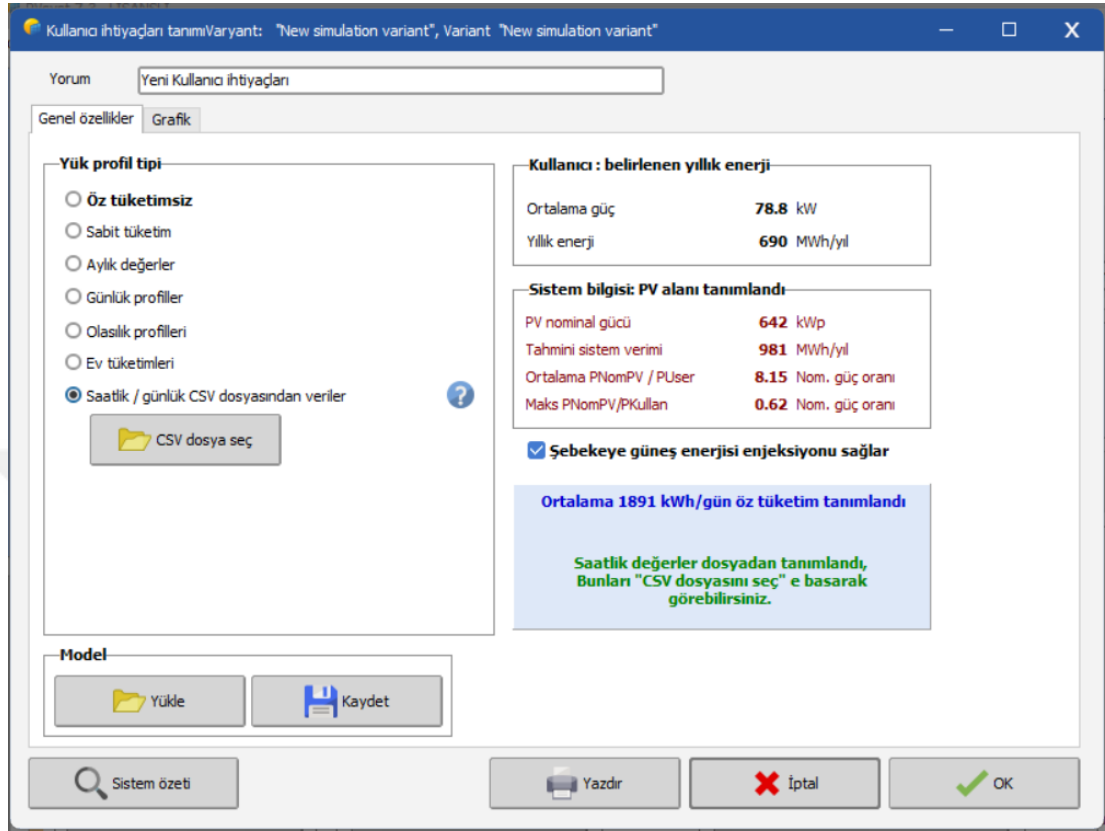 Kullanıcı ihtiyaçları tanımıVaryant: "New simulation variant", Variant "New simulation variant"
Yorum Yeni Kullanıcı ihtiyaçları
Genel özellikler Grafik
Yük profil tipi
Öz tüketimsiz
Sabit tüketim
Aylık değerler
Günlük profiller
Olasılık profilleri
Ev tüketimleri
Saatlik / günlük CSV dosyasından veriler
CSV dosya seç
Kullanıcı : belirlenen yıllık enerji
Ortalama güç 78.8 kW
Yıllık enerji 690 MWh/yıl
Sistem bilgisi: PV alanı tanımlandı
PV nominal gücü 642 kWp
Tahmini sistem verimi 981 MWh/yıl
Ortalama PNomPV / PUser 8.15 Nom. güç oranı
Maks PNomPV/PKullan 0.62 Nom. güç oranı
Şebekeye güneş enerjisi enjeksiyonu sağlar
Ortalama 1891 kWh/gün öz tüketim tanımlandı
Saatlik değerler dosyadan tanımlandı,
Bunları "CSV dosyasını seç" e basarak
görebilirsiniz.
Model
Yükle Kaydet
Sistem özeti Yazdır İptal OK